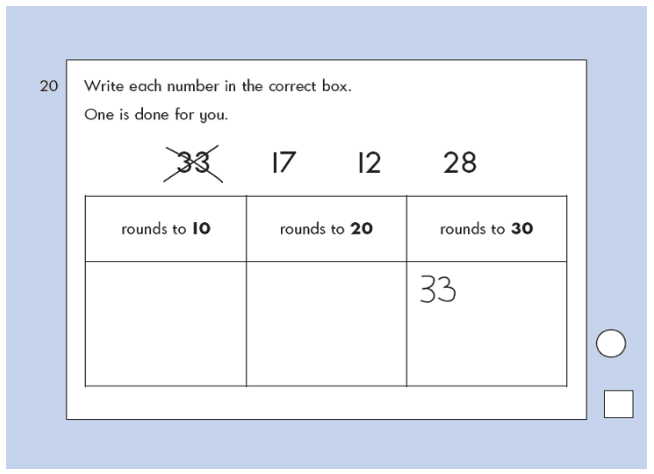 20 Write each number in the correct box.
One is done for you.
33 17 12 28
rounds to 10 rounds to 20 rounds to 30
33